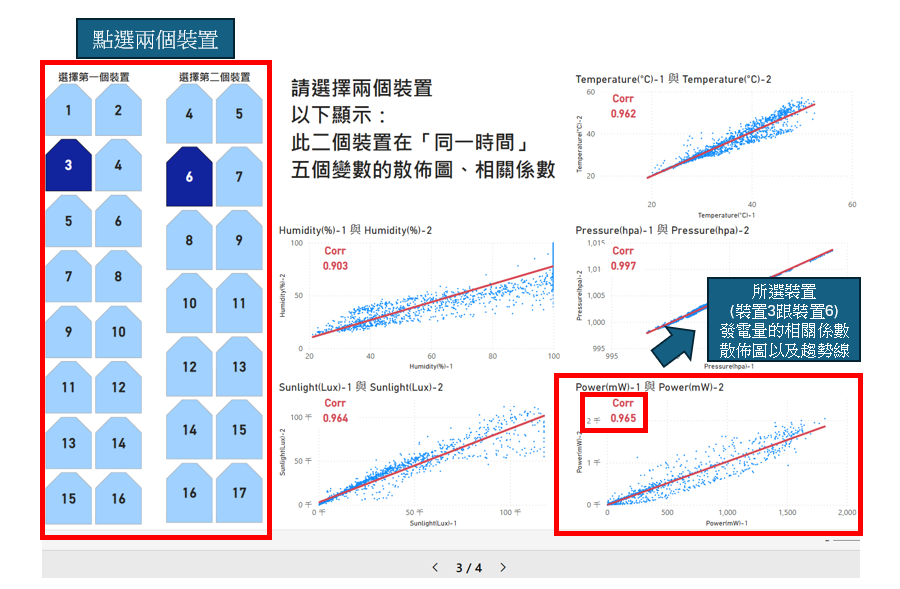 點選兩個裝置
選擇第一個裝置
1 2
3 4
5 6
7 8
9 10
11 12
13 14
15 16
選擇第二個裝置
4 5
6 7
8 9
10 11
12 13
14 15
16 17
請選擇兩個裝置
以下顯示：
此二個裝置在「同一時間」
五個變數的散佈圖、相關係數
Temperature(°C)-1 與 Temperature(°C)-2
Corr
0.962
Temperature(°C)-2
60
40
20
20 40 60
Temperature(°C)-1
Humidity(%)-1 與 Humidity(%)-2
Corr
0.903
Humidity(%)-2
100
50
0
20 40 60 80 100
Humidity(%)-1
Pressure(hpa)-1 與 Pressure(hpa)-2
Corr
0.997
Pressure(hpa)-2
1,015
1,01
1,005
1,000
995
995
Pressure(hpa)-1
所選裝置
(裝置3跟裝置6)
發電量的相關係數
散佈圖以及趨勢線
Sunlight(Lux)-1 與 Sunlight(Lux)-2
Corr
0.964
Sunlight(Lux)-2
100 千
50 千
0 千
0 千 50 千 100 千
Sunlight(Lux)-1
Power(mW)-1 與 Power(mW)-2
Corr
0.965
Power(mW)-2
2 千
1 千
0 千
0 500 1,000 1,500 2,000
Power(mW)-1
3 / 4